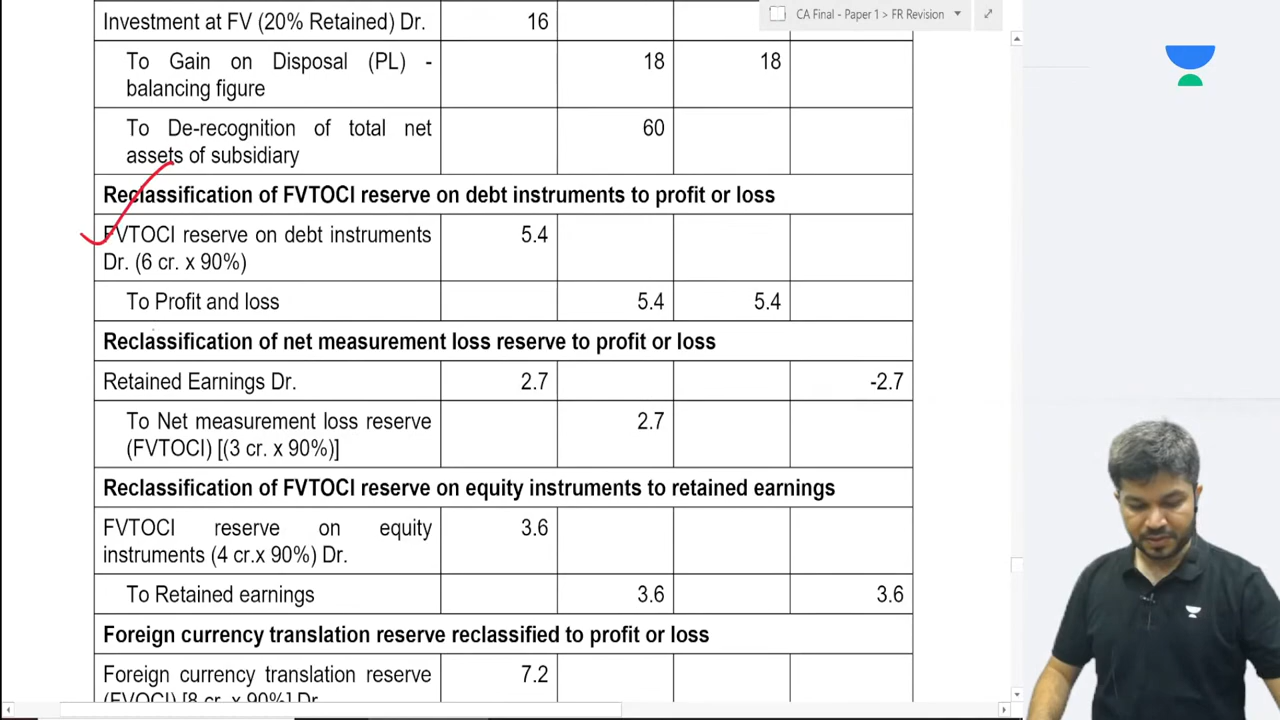 CA Final - Paper 1 > FR Revision
Investment at FV (20% Retained) Dr. 16
To Gain on Disposal (PL) - 18 18
balancing figure
To De-recognition of total net 60
assets of subsidiary
Reclassification of FVTOCI reserve on debt instruments to profit or loss
FVTOCI reserve on debt instruments 5.4
Dr. (6 cr. x 90%)
To Profit and loss 5.4 5.4
Reclassification of net measurement loss reserve to profit or loss
Retained Earnings Dr. 2.7 -2.7
To Net measurement loss reserve 2.7
(FVTOCI) [(3 cr. x 90%)]
Reclassification of FVTOCI reserve on equity instruments to retained earnings
FVTOCI reserve on equity 3.6
instruments (4 cr.x 90%) Dr.
To Retained earnings 3.6 3.6
Foreign currency translation reserve reclassified to profit or loss
Foreign currency translation reserve 7.2
(FVOCI) [8 cr. x 90%] Dr